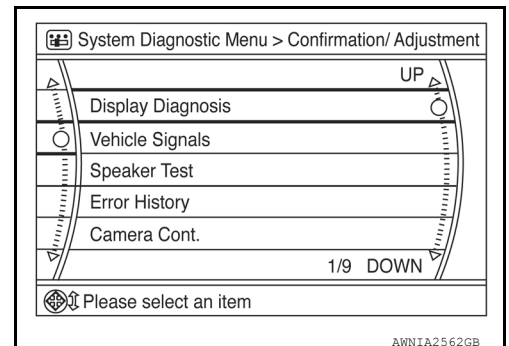 System Diagnostic Menu > Confirmation/ Adjustment
UP
Display Diagnosis
Vehicle Signals
Speaker Test
Error History
Camera Cont.
1/9 DOWN
Please select an item
AWNIA2562GB